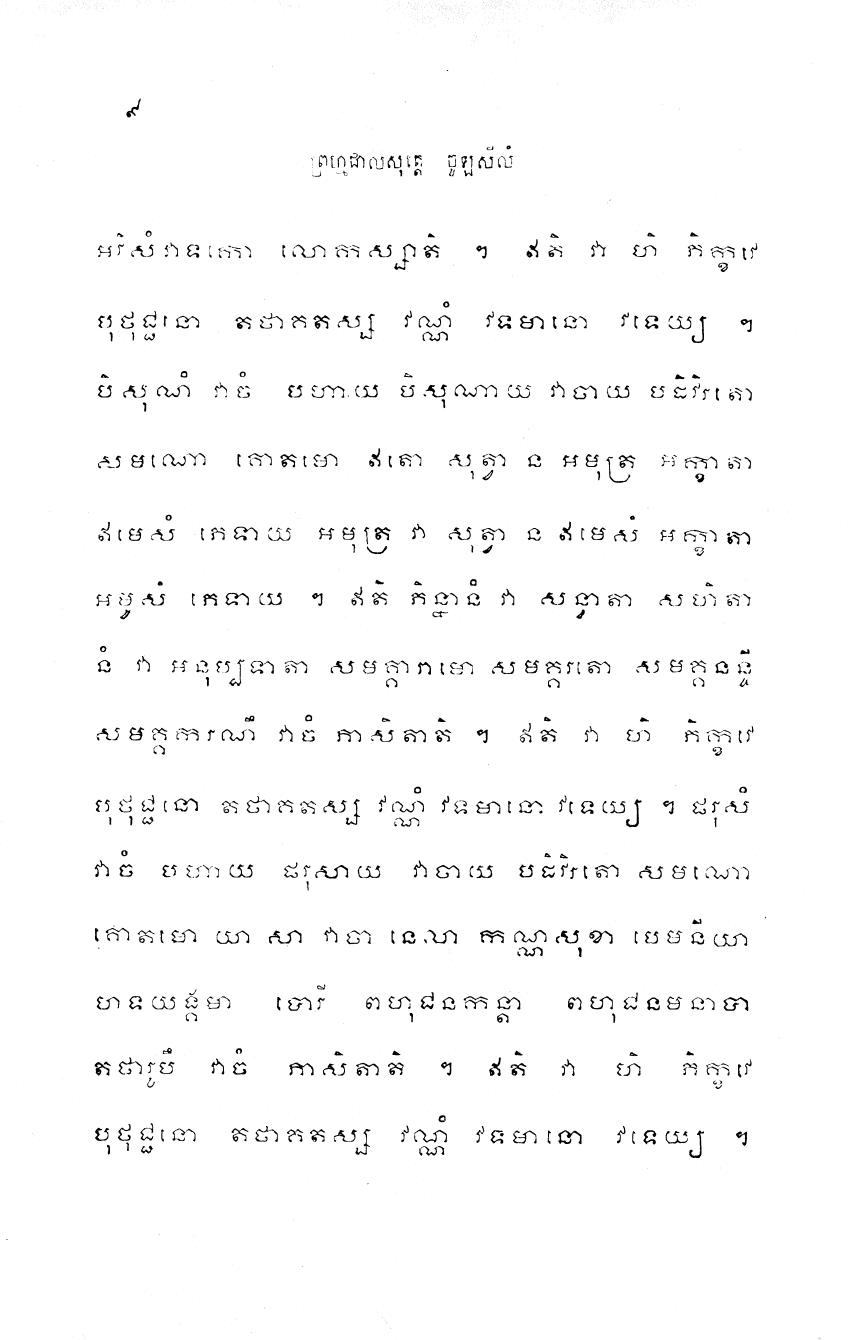 ៩
ព្រហ្មជាលសុត្តេ ចូឡសីលំ
អវិសំវាទកោ លោកស្សាតិ ។ ឥតិ វា ហិ ភិក្ខវេ
បុថុជ្ជនោ តថាគតស្ស វណ្ណំ វទមានោ វទេយ្យ ។
បិសុណំ វាចំ បហាយ បិសុណាយ វាចាយ បដិវិរតោ
សមណោ គោតមោ ឥតោ សុត្វា ន អមុត្រ អក្ខាតា
ឥមេសំ ភេទាយ អមុត្រ វា សុត្វា ន ឥមេសំ អក្ខាតា
អមូសំ ភេទាយ ។ ឥតិ ភិន្នានំ វា សន្ធាតា សហិតា
នំ វា អនុប្បទាតា សមគ្គារាមោ សមគ្គរតោ សមគ្គនន្ទី
សមគ្គការណឹ វាចំ ភាសិតាតិ ។ ឥតិ វា ហិ ភិក្ខវេ
បុថុជ្ជនោ តថាគតស្ស វណ្ណំ វទមានោ វទេយ្យ ។ ផរុសំ
វាចំ បហាយ ផរុសាយ វាចាយ បដិវិរតោ សមណោ
គោតមោ យា សា វាចា នេលា កណ្ណសុខា បេមនីយា
ហទយង្គមា បោរី ពហុជនកន្តា ពហុជនមនាបា
តថារូបឹ វាចំ ភាសិតាតិ ។ ឥតិ វា ហិ ភិក្ខវេ
បុថុជ្ជនោ តថាគតស្ស វណ្ណំ វទមានោ វទេយ្យ ។